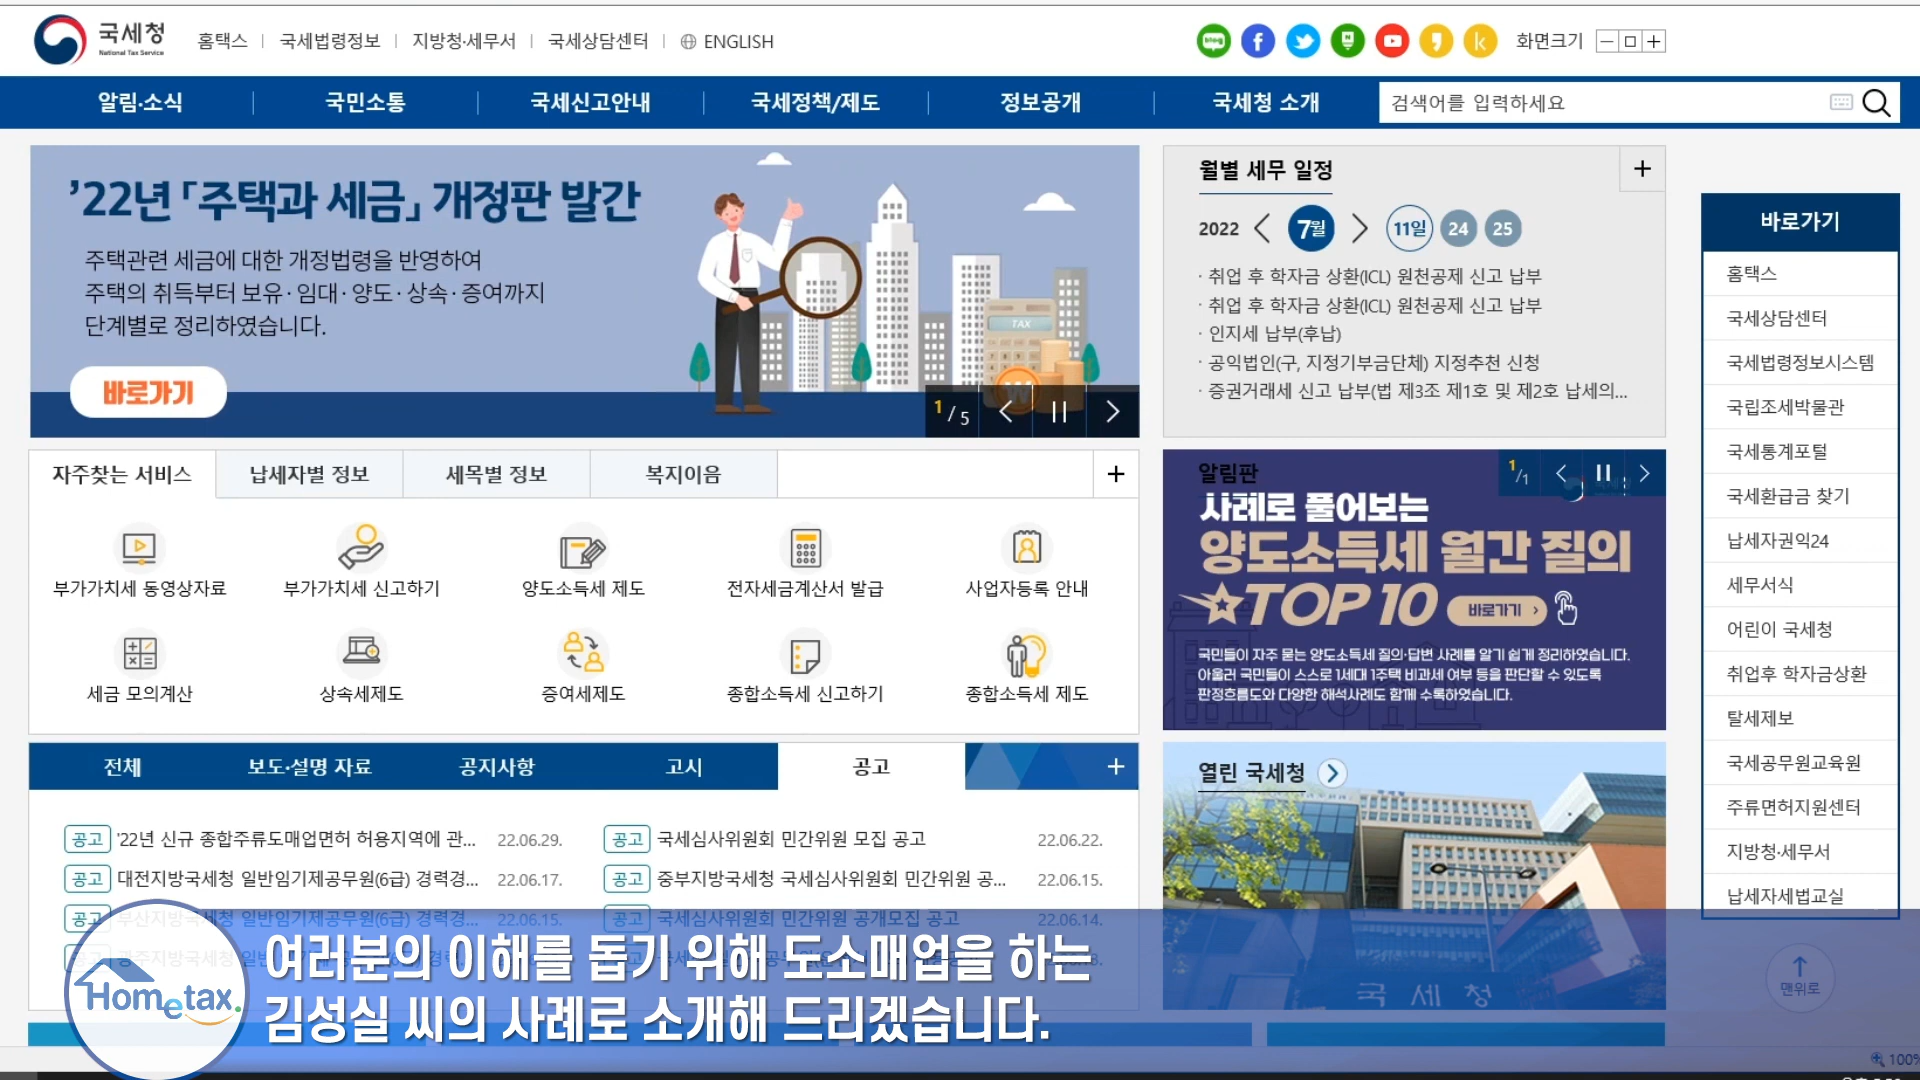 국세청
National Tax Service
홈택스
국세법령정보
지방청·세무서
국세상담센터
ENGLISH
blog
화면크기
알림·소식
국민소통
국세신고안내
국세정책/제도
정보공개
국세청 소개
검색어를 입력하세요
'22년 「주택과 세금」 개정판 발간
주택관련 세금에 대한 개정법령을 반영하여
주택의 취득부터 보유·임대·양도·상속·증여까지
단계별로 정리하였습니다.
바로가기
TAX
1 / 5
월별 세무 일정
2022
7월
11일
24
25
· 취업 후 학자금 상환(ICL) 원천공제 신고 납부
· 취업 후 학자금 상환(ICL) 원천공제 신고 납부
· 인지세 납부(후납)
· 공익법인(구, 지정기부금단체) 지정추천 신청
· 증권거래세 신고 납부(법 제3조 제1호 및 제2호 납세의...
바로가기
홈택스
국세상담센터
국세법령정보시스템
국립조세박물관
국세통계포털
국세환급금 찾기
납세자권익24
세무서식
어린이 국세청
취업후 학자금상환
탈세제보
국세공무원교육원
주류면허지원센터
지방청·세무서
납세자세법교실
맨위로
자주찾는 서비스
납세자별 정보
세목별 정보
복지이음
부가가치세 동영상자료
부가가치세 신고하기
양도소득세 제도
전자세금계산서 발급
사업자등록 안내
세금 모의계산
상속세제도
증여세제도
종합소득세 신고하기
종합소득세 제도
알림판
1/1
사례로 풀어보는
양도소득세 월간 질의
TOP 10
바로가기
국민들이 자주 묻는 양도소득세 질의·답변 사례를 알기 쉽게 정리하였습니다.
아울러 국민들이 스스로 1세대 1주택 비과세 여부 등을 판단할 수 있도록
판정흐름도와 다양한 해석사례도 함께 수록하였습니다.
전체
보도·설명 자료
공지사항
고시
공고
공고 '22년 신규 종합주류도매업면허 허용지역에 관... 22.06.29.
공고 국세심사위원회 민간위원 모집 공고 22.06.22.
공고 대전지방국세청 일반임기제공무원(6급) 경력경... 22.06.17.
공고 중부지방국세청 국세심사위원회 민간위원 공... 22.06.15.
공고 부산지방국세청 일반임기제공무원(6급) 경력경... 22.06.15.
공고 국세심사위원회 민간위원 공개모집 공고 22.06.14.
열린 국세청
국세청
Hometax.
여러분의 이해를 돕기 위해 도소매업을 하는
김성실 씨의 사례로 소개해 드리겠습니다.
100%